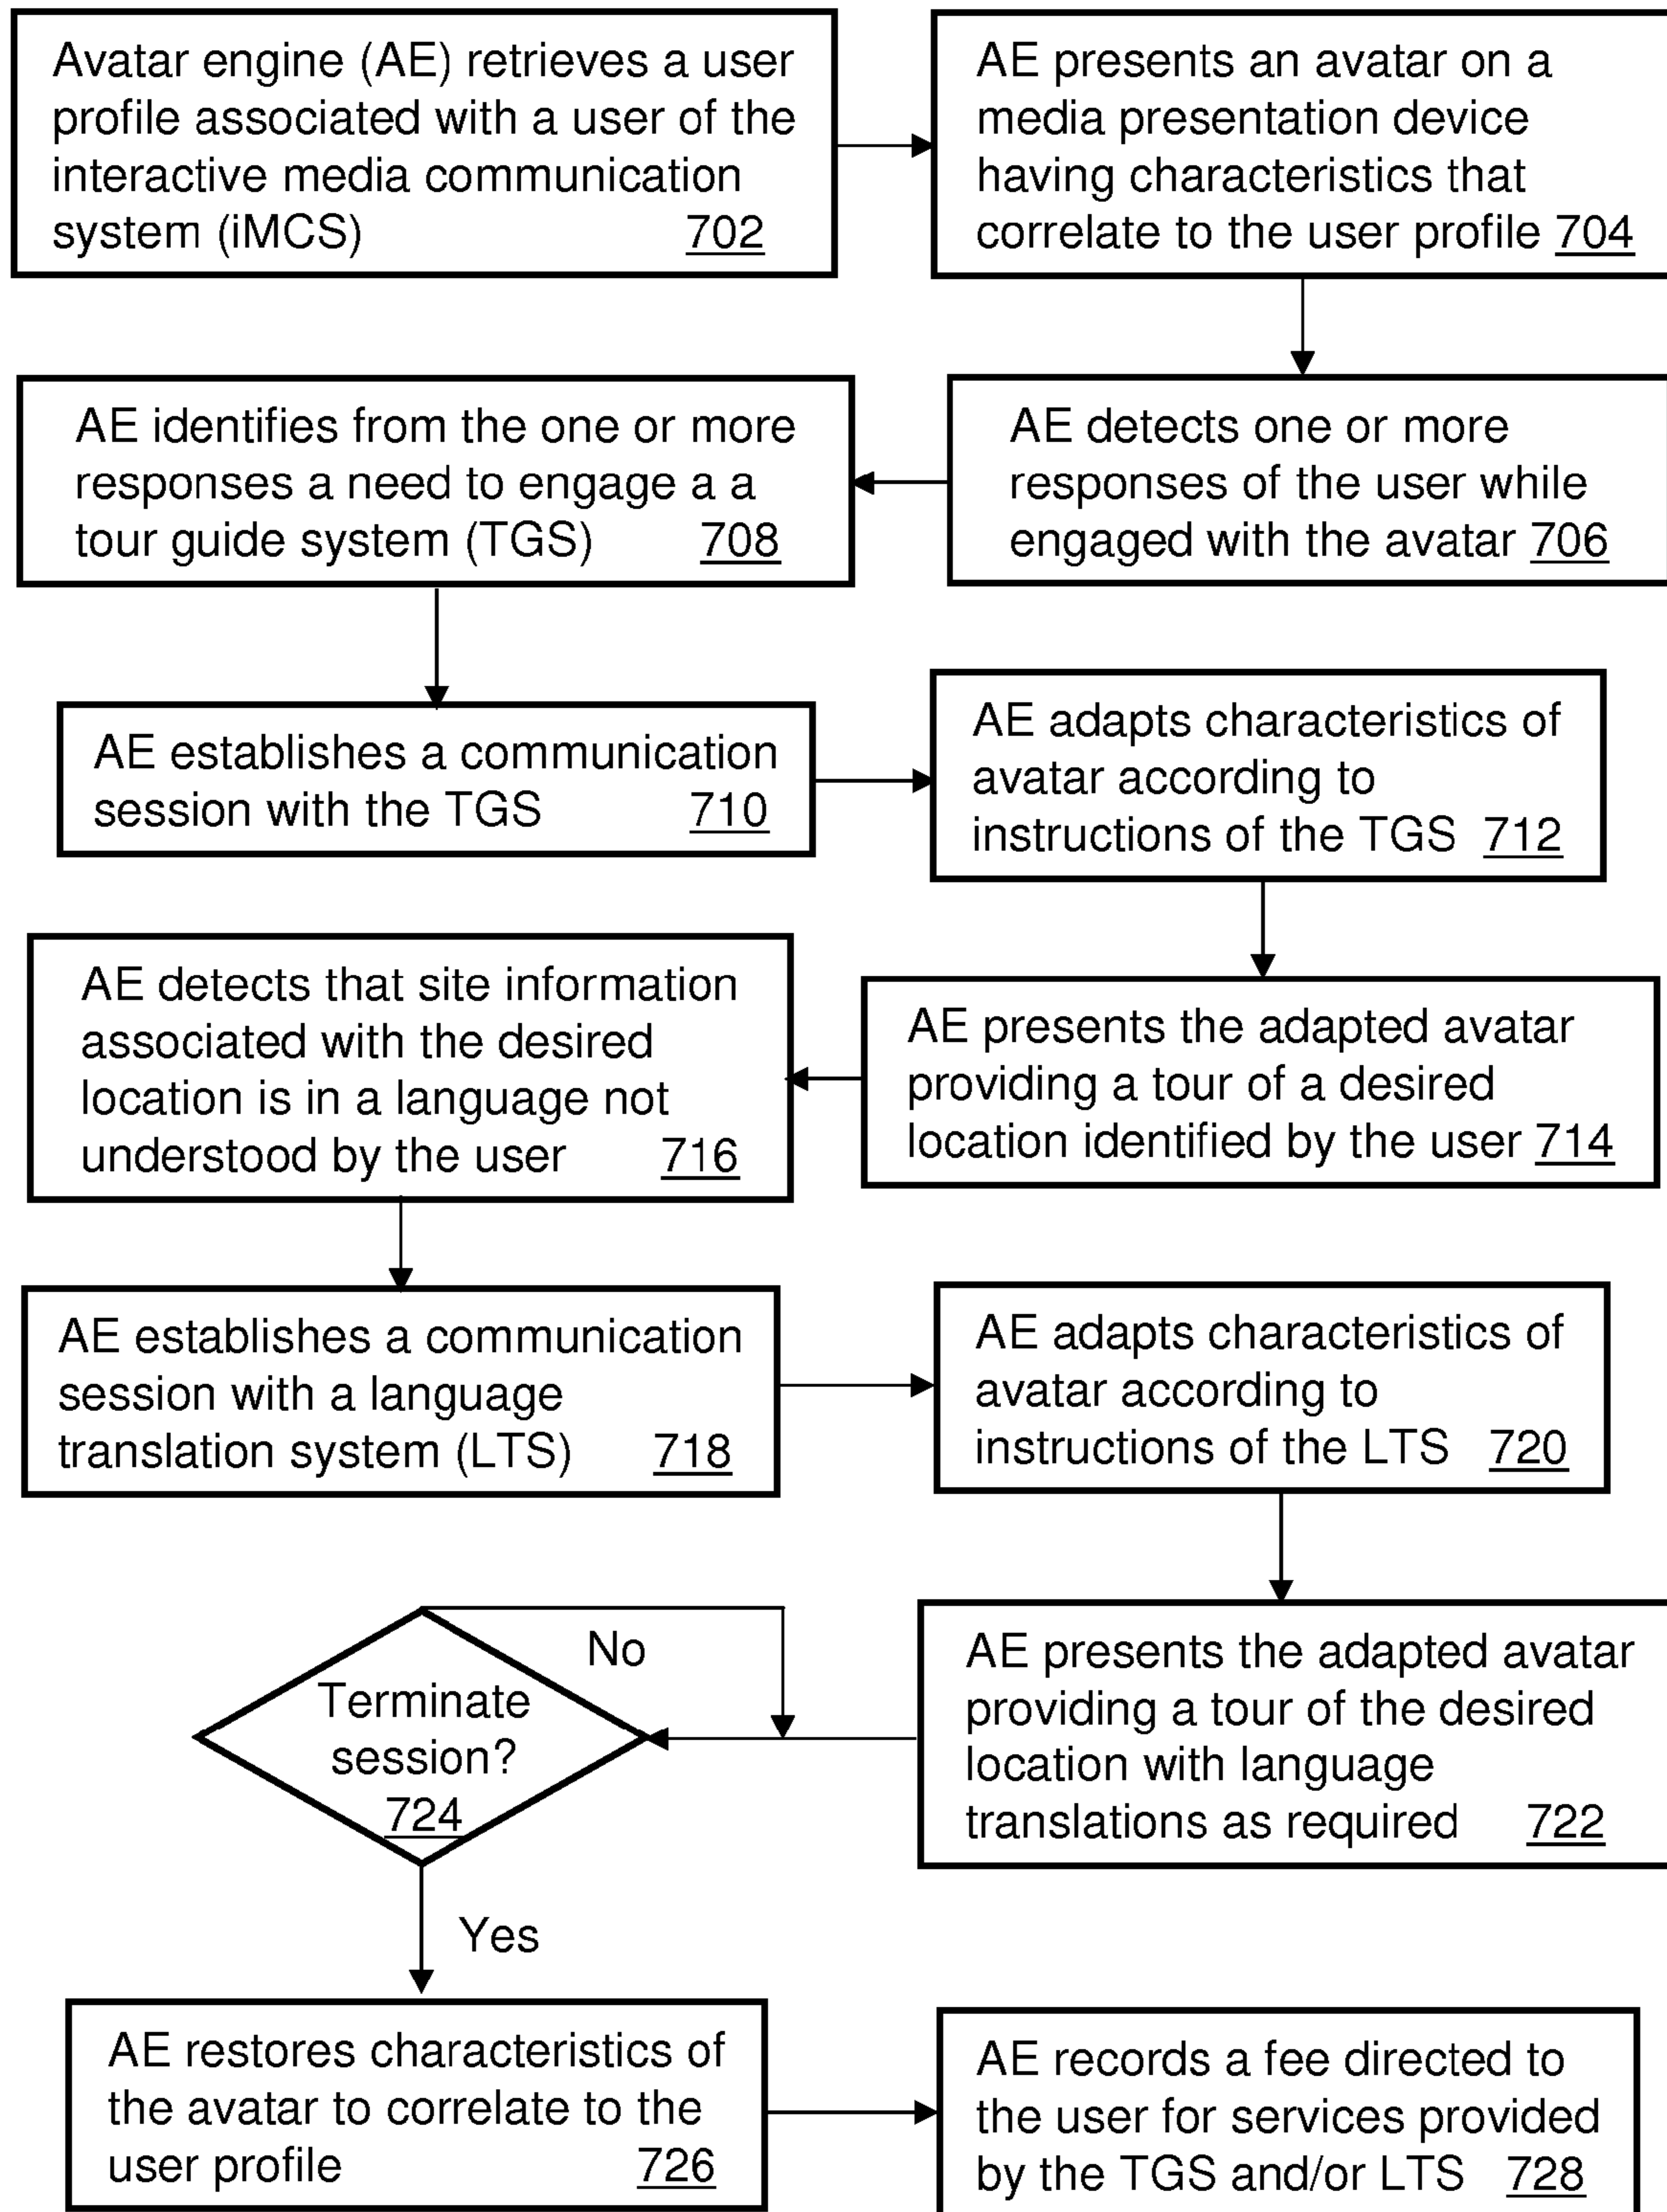 Avatar engine (AE) retrieves a user
profile associated with a user of the
interactive media communication
system (iMCS) 702
AE presents an avatar on a
media presentation device
having characteristics that
correlate to the user profile 704
AE detects one or more
responses of the user while
engaged with the avatar 706
AE identifies from the one or more
responses a need to engage a a
tour guide system (TGS) 708
AE establishes a communication
session with the TGS 710
AE adapts characteristics of
avatar according to
instructions of the TGS 712
AE presents the adapted avatar
providing a tour of a desired
location identified by the user 714
AE detects that site information
associated with the desired
location is in a language not
understood by the user 716
AE establishes a communication
session with a language
translation system (LTS) 718
AE adapts characteristics of
avatar according to
instructions of the LTS 720
AE presents the adapted avatar
providing a tour of the desired
location with language
translations as required 722
No
Terminate
session?
724
Yes
AE restores characteristics of
the avatar to correlate to the
user profile 726
AE records a fee directed to
the user for services provided
by the TGS and/or LTS 728